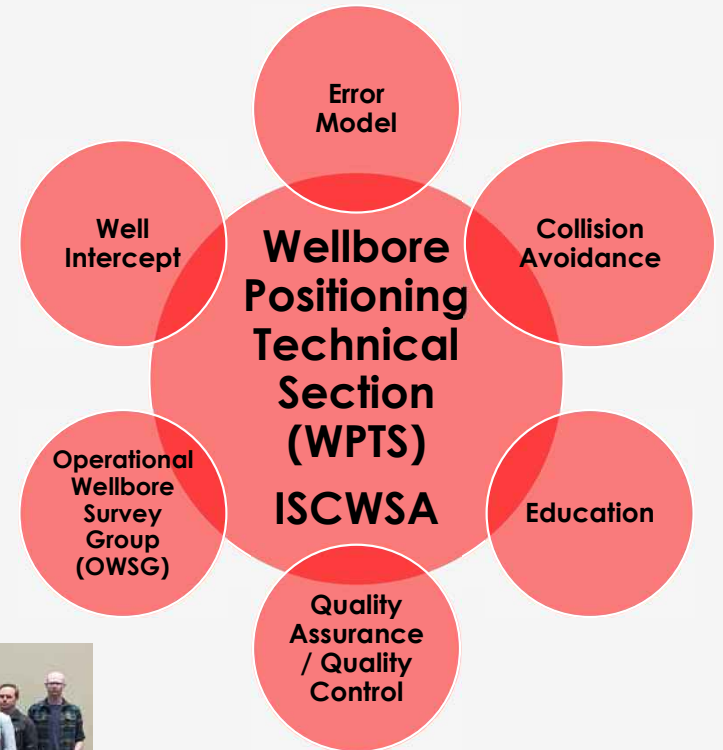 Error
Model
Well
Intercept
Collision
Avoidance
Wellbore
Positioning
Technical
Section
(WPTS)
ISCWSA
Operational
Wellbore
Survey
Group
(OWSG)
Education
Quality
Assurance
/ Quality
Control